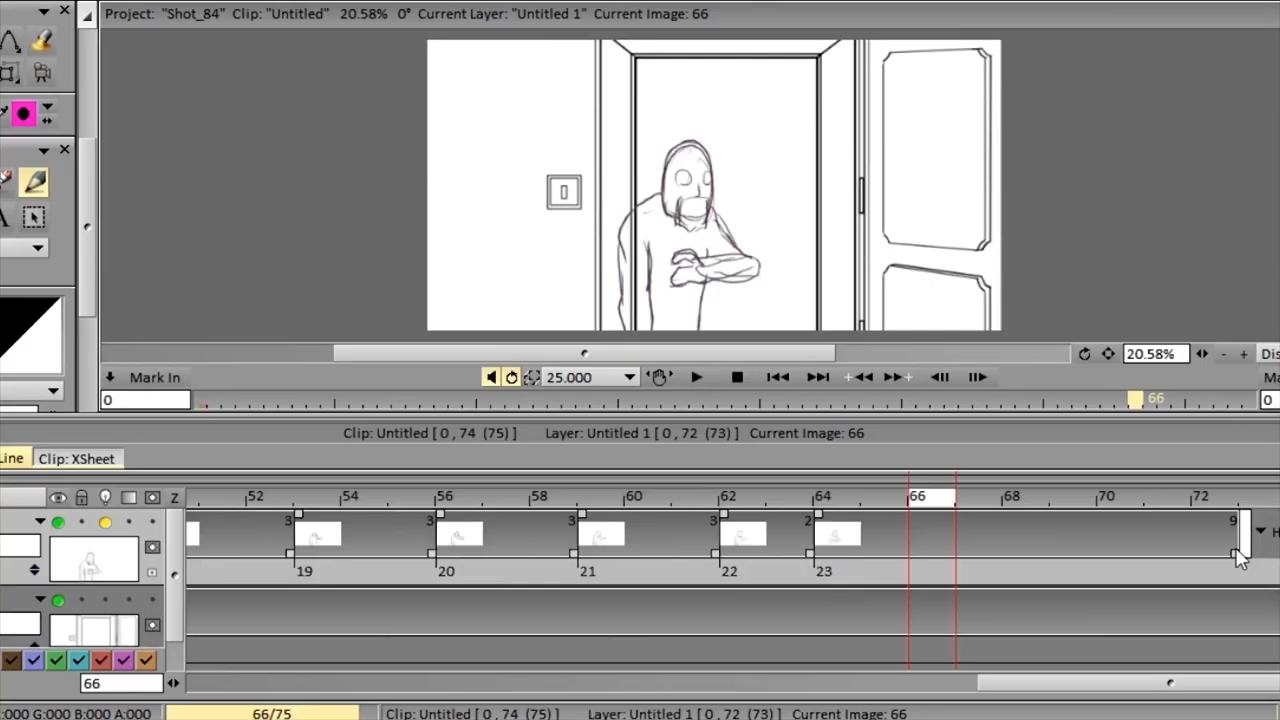 Project: "Shot_84" Clip: "Untitled" 20.58% 0° Current Layer: "Untitled 1" Current Image: 66
20.58% - + Dis
Mark In 25.000 Ma
0 66 0
Clip: Untitled [ 0 , 74 (75) ] Layer: Untitled 1 [ 0 , 72 (73) ] Current Image: 66
Line Clip: XSheet
Z 52 54 56 58 60 62 64 66 68 70 72
3 3 3 3 2 9
H
19 20 21 22 23
66
:000 G:000 B:000 A:000 66/75 Clip: Untitled [ 0 , 74 (75) ] Layer: Untitled 1 [ 0 , 72 (73) ] Current Image: 66